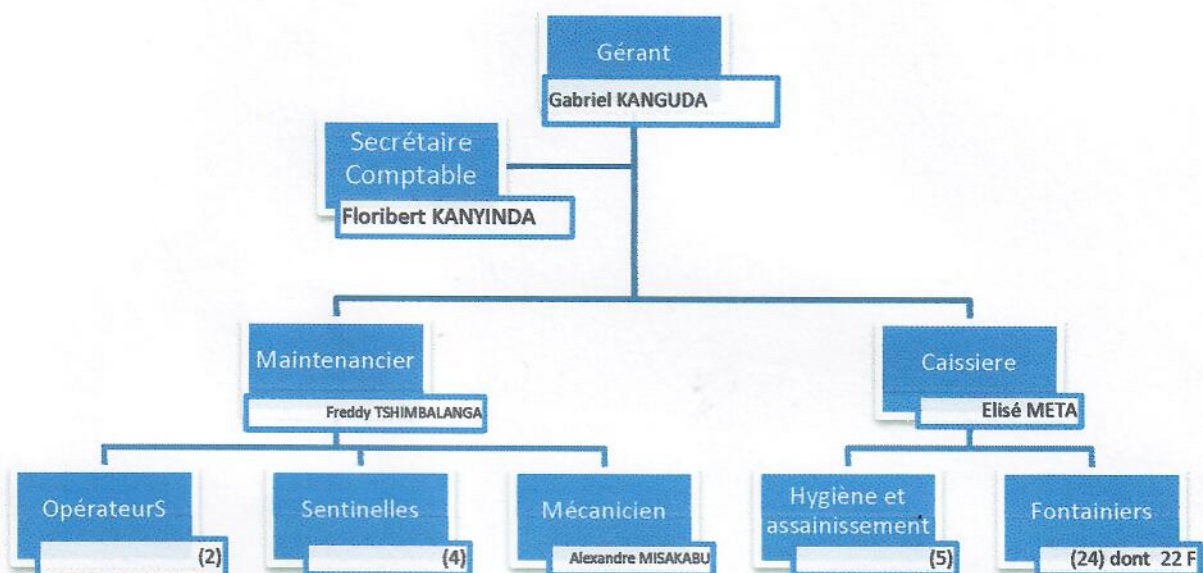 Gérant
Gabriel KANGUDA
Secrétaire
Comptable
Floribert KANYINDA
Maintenancier
Freddy TSHIMBALANGA
Caissiere
Elisé META
OpérateurS
(2)
Sentinelles
(4)
Mécanicien
Alexandre MISAKABU
Hygiène et
assainissement
(5)
Fontainiers
(24) dont 22 F